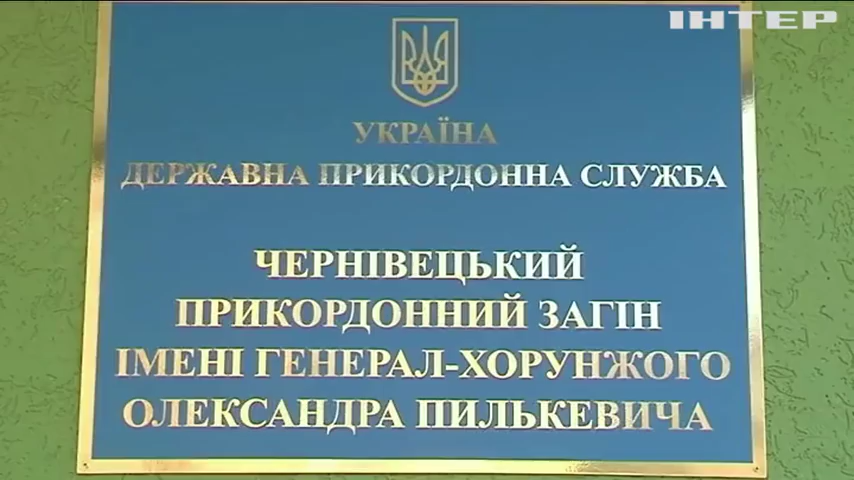 ІНТЕР
УКРАЇНА
ДЕРЖАВНА ПРИКОРДОННА СЛУЖБА
ЧЕРНІВЕЦЬКИЙ
ПРИКОРДОННИЙ ЗАГІН
ІМЕНІ ГЕНЕРАЛ-ХОРУНЖОГО
ОЛЕКСАНДРА ПИЛЬКЕВИЧА